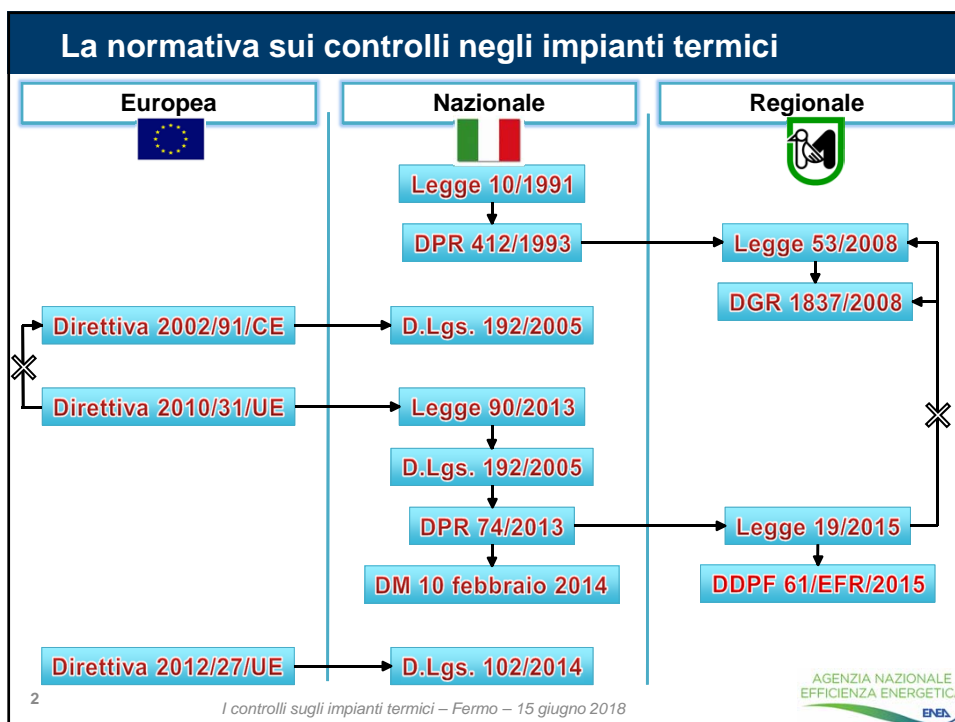 La normativa sui controlli negli impianti termici
Europea
Nazionale
Regionale
Legge 10/1991
DPR 412/1993
Legge 53/2008
DGR 1837/2008
Direttiva 2002/91/CE
D.Lgs. 192/2005
Direttiva 2010/31/UE
Legge 90/2013
D.Lgs. 192/2005
DPR 74/2013
Legge 19/2015
DM 10 febbraio 2014
DDPF 61/EFR/2015
Direttiva 2012/27/UE
D.Lgs. 102/2014
2
I controlli sugli impianti termici – Fermo – 15 giugno 2018
AGENZIA NAZIONALE
EFFICIENZA ENERGETICA
ENEA